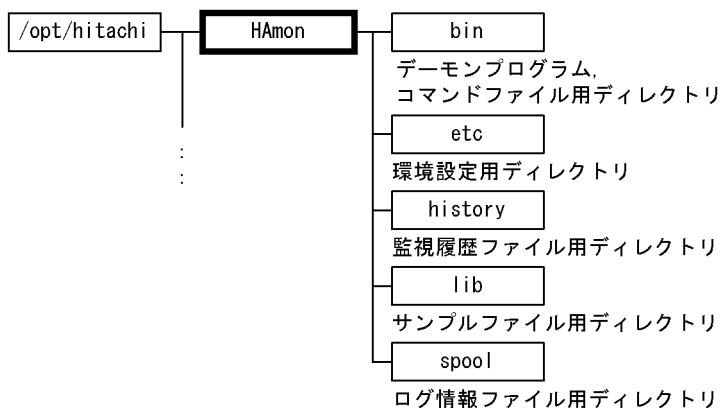 /opt/hitachi
HAmon
bin
デーモンプログラム,
コマンドファイル用ディレクトリ
etc
環境設定用ディレクトリ
history
監視履歴ファイル用ディレクトリ
lib
サンプルファイル用ディレクトリ
spool
ログ情報ファイル用ディレクトリ